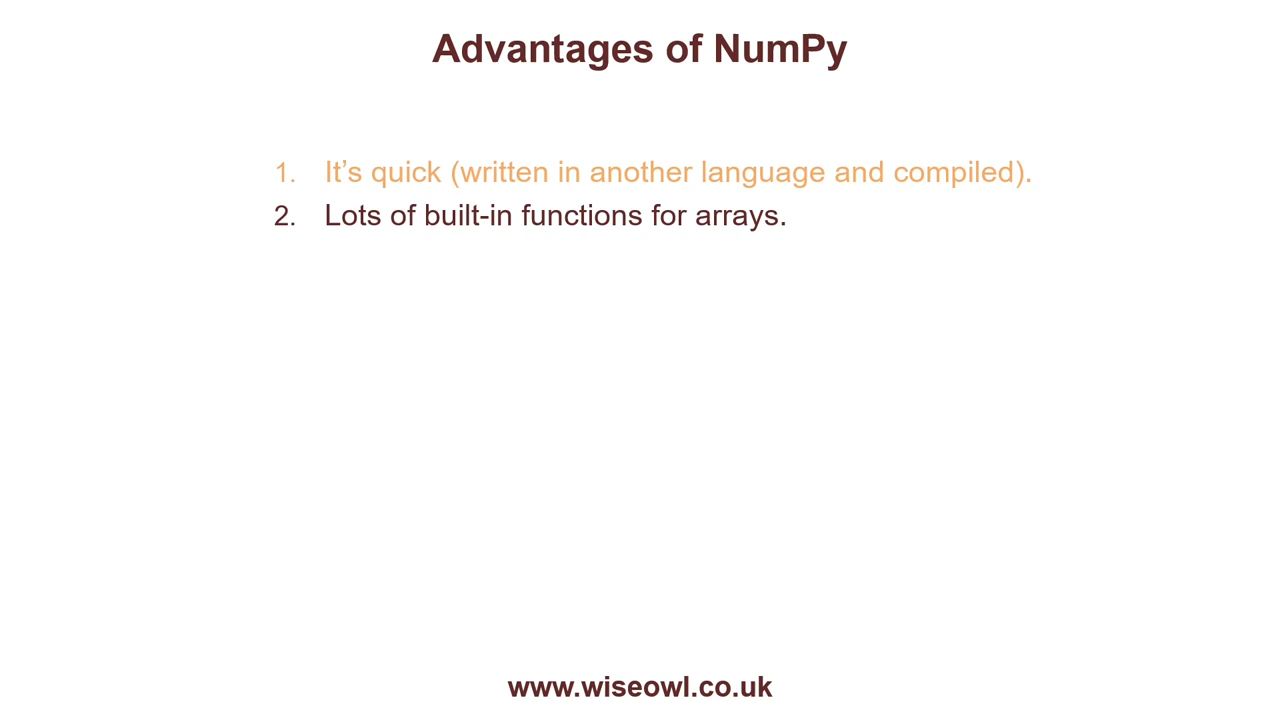 Advantages of NumPy
1. It’s quick (written in another language and compiled).
2. Lots of built-in functions for arrays.
www.wiseowl.co.uk